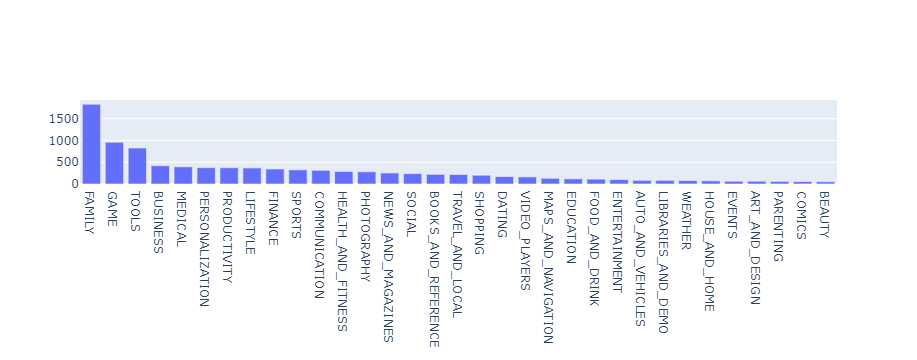 1500
1000
500
0
FAMILY
GAME
TOOLS
BUSINESS
MEDICAL
PERSONALIZATION
PRODUCTIVITY
LIFESTYLE
FINANCE
SPORTS
COMMUNICATION
HEALTH_AND_FITNESS
PHOTOGRAPHY
NEWS_AND_MAGAZINES
SOCIAL
BOOKS_AND_REFERENCE
TRAVEL_AND_LOCAL
SHOPPING
DATING
VIDEO_PLAYERS
MAPS_AND_NAVIGATION
EDUCATION
FOOD_AND_DRINK
ENTERTAINMENT
AUTO_AND_VEHICLES
LIBRARIES_AND_DEMO
WEATHER
HOUSE_AND_HOME
EVENTS
ART_AND_DESIGN
PARENTING
COMICS
BEAUTY